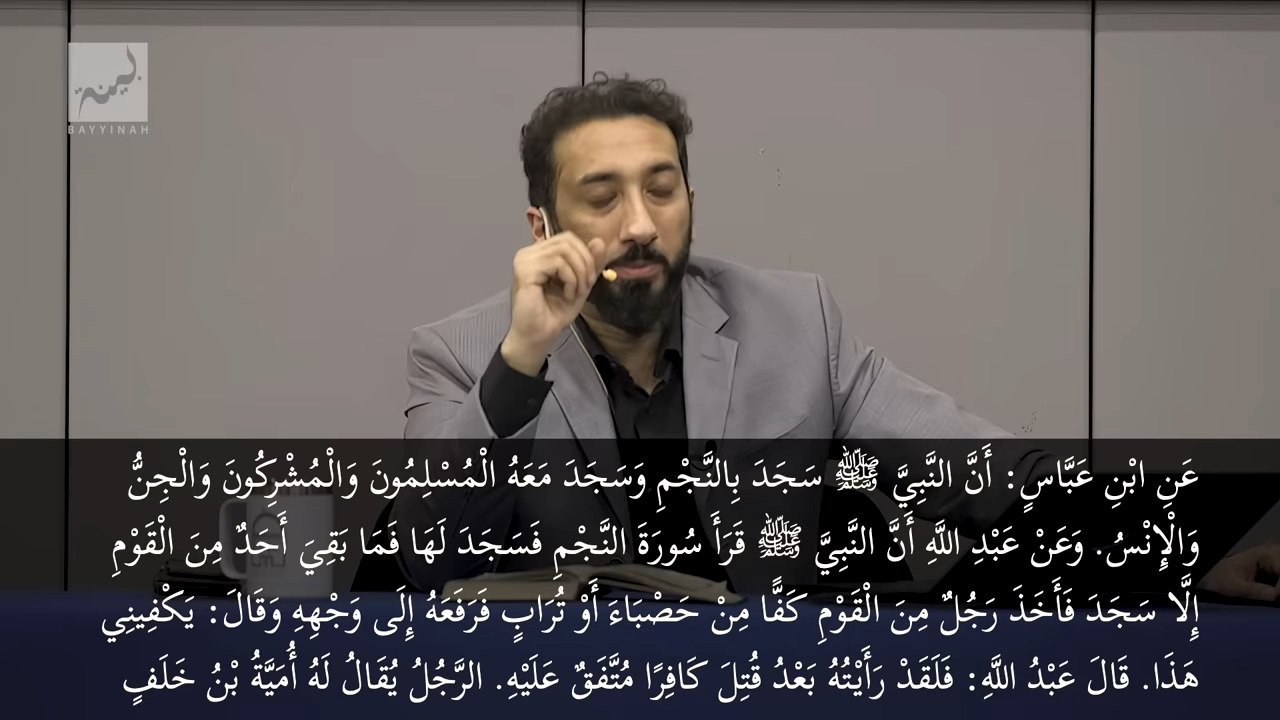 بينة
BAYYINAH
عَنِ ابْنِ عَبَّاسٍ: أَنَّ النَّبِيَّ ﷺ سَجَدَ بِالنَّجْمِ وَسَجَدَ مَعَهُ الْمُسْلِمُونَ وَالْمُشْرِكُونَ وَالْجِنُّ
وَالْإِنْسُ. وَعَنْ عَبْدِ اللَّهِ أَنَّ النَّبِيَّ ﷺ قَرَأَ سُورَةَ النَّجْمِ فَسَجَدَ لَهَا فَمَا بَقِيَ أَحَدٌ مِنَ الْقَوْمِ
إِلَّا سَجَدَ فَأَخَذَ رَجُلٌ مِنَ الْقَوْمِ كَفًّا مِنْ حَصْبَاءَ أَوْ تُرَابٍ فَرَفَعَهُ إِلَى وَجْهِهِ وَقَالَ: يَكْفِينِي
هَذَا. قَالَ عَبْدُ اللَّهِ: فَلَقَدْ رَأَيْتُهُ بَعْدُ قُتِلَ كَافِرًا مُتَّفَقٌ عَلَيْهِ. الرَّجُلُ يُقَالُ لَهُ أُمَيَّةُ بْنُ خَلَفٍ